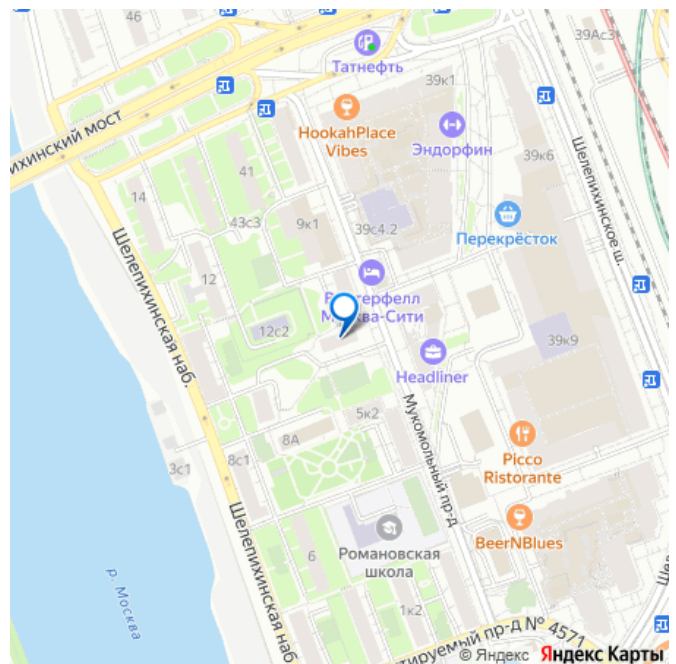 46
39Ас3
Татнефть
39к1
HookahPlace
Vibes
Эндорфин
ПИХИНСКИЙ МОСТ
39к6
Шелепихинское ш.
14
41
43с3
9к1
39с4.2
Перекрёсток
Шелепихинская наб.
12
Москва-Сити
12с2
39к9
Headliner
Мукомольный пр-д
5к2
8А
3с1
8с1
Picco
Ristorante
BeerNBlues
Романовская
школа
р. Москва
Шелепихинская наб
6
1к2
тируемый пр-д № 4571
© Яндекс Яндекс Карты